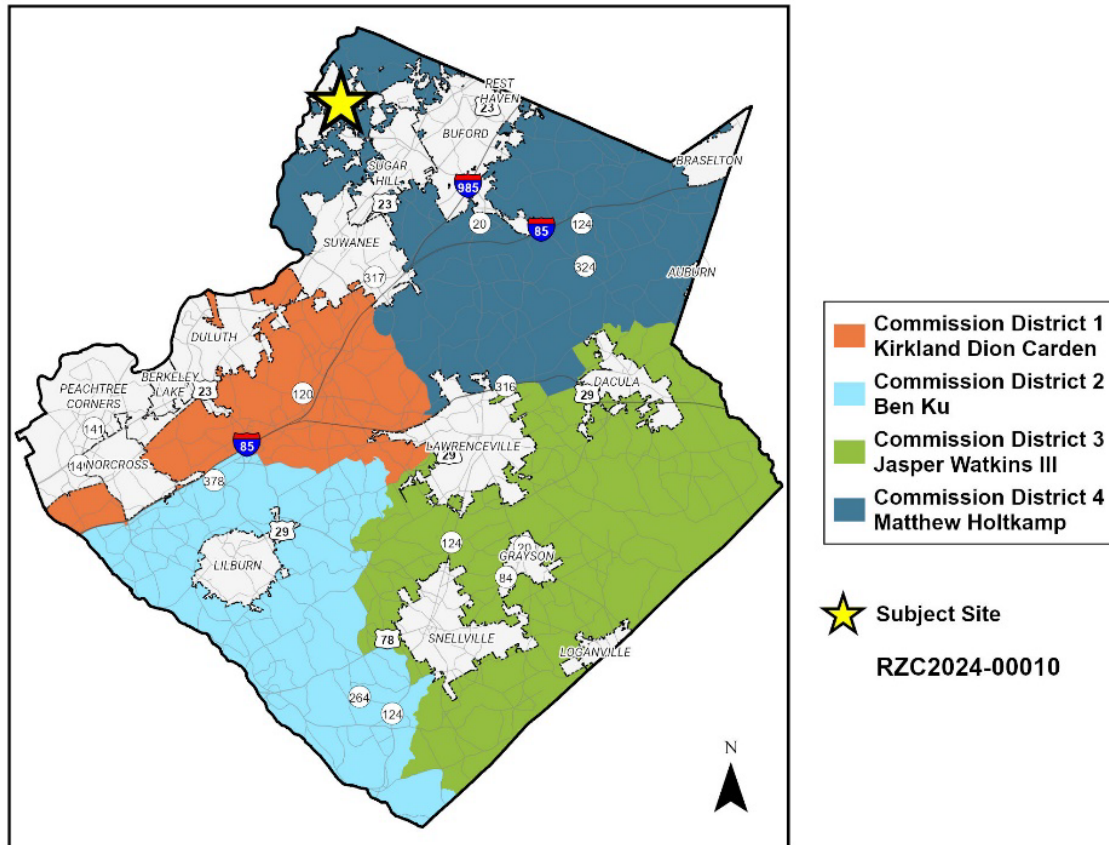 REST
HAVEN
23
BUFORD
BRASELTON
SUGAR
HILL
985
23
20
85
124
SUWANEE
324
317
AUBURN
DULUTH
BERKELEY
LAKE
23
PEACHTREE
CORNERS
141
120
316
DACULA
29
14
NORCROSS
85
LAWRENCEVILLE
29
378
29
LILBURN
124
20
GRAYSON
84
78
SNELLVILLE
LOGANVILLE
264
124
N
Commission District 1
Kirkland Dion Carden
Commission District 2
Ben Ku
Commission District 3
Jasper Watkins III
Commission District 4
Matthew Holtkamp
Subject Site
RZC2024-00010